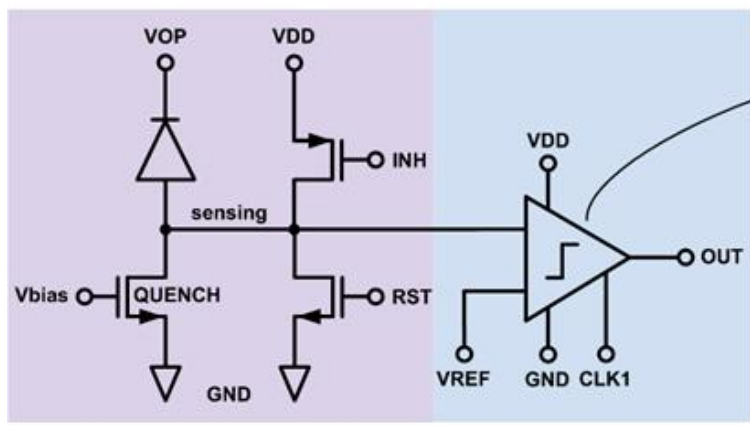 VOP
VDD
INH
VDD
sensing
OUT
Vbias
QUENCH
RST
VREF
GND
CLK1
GND